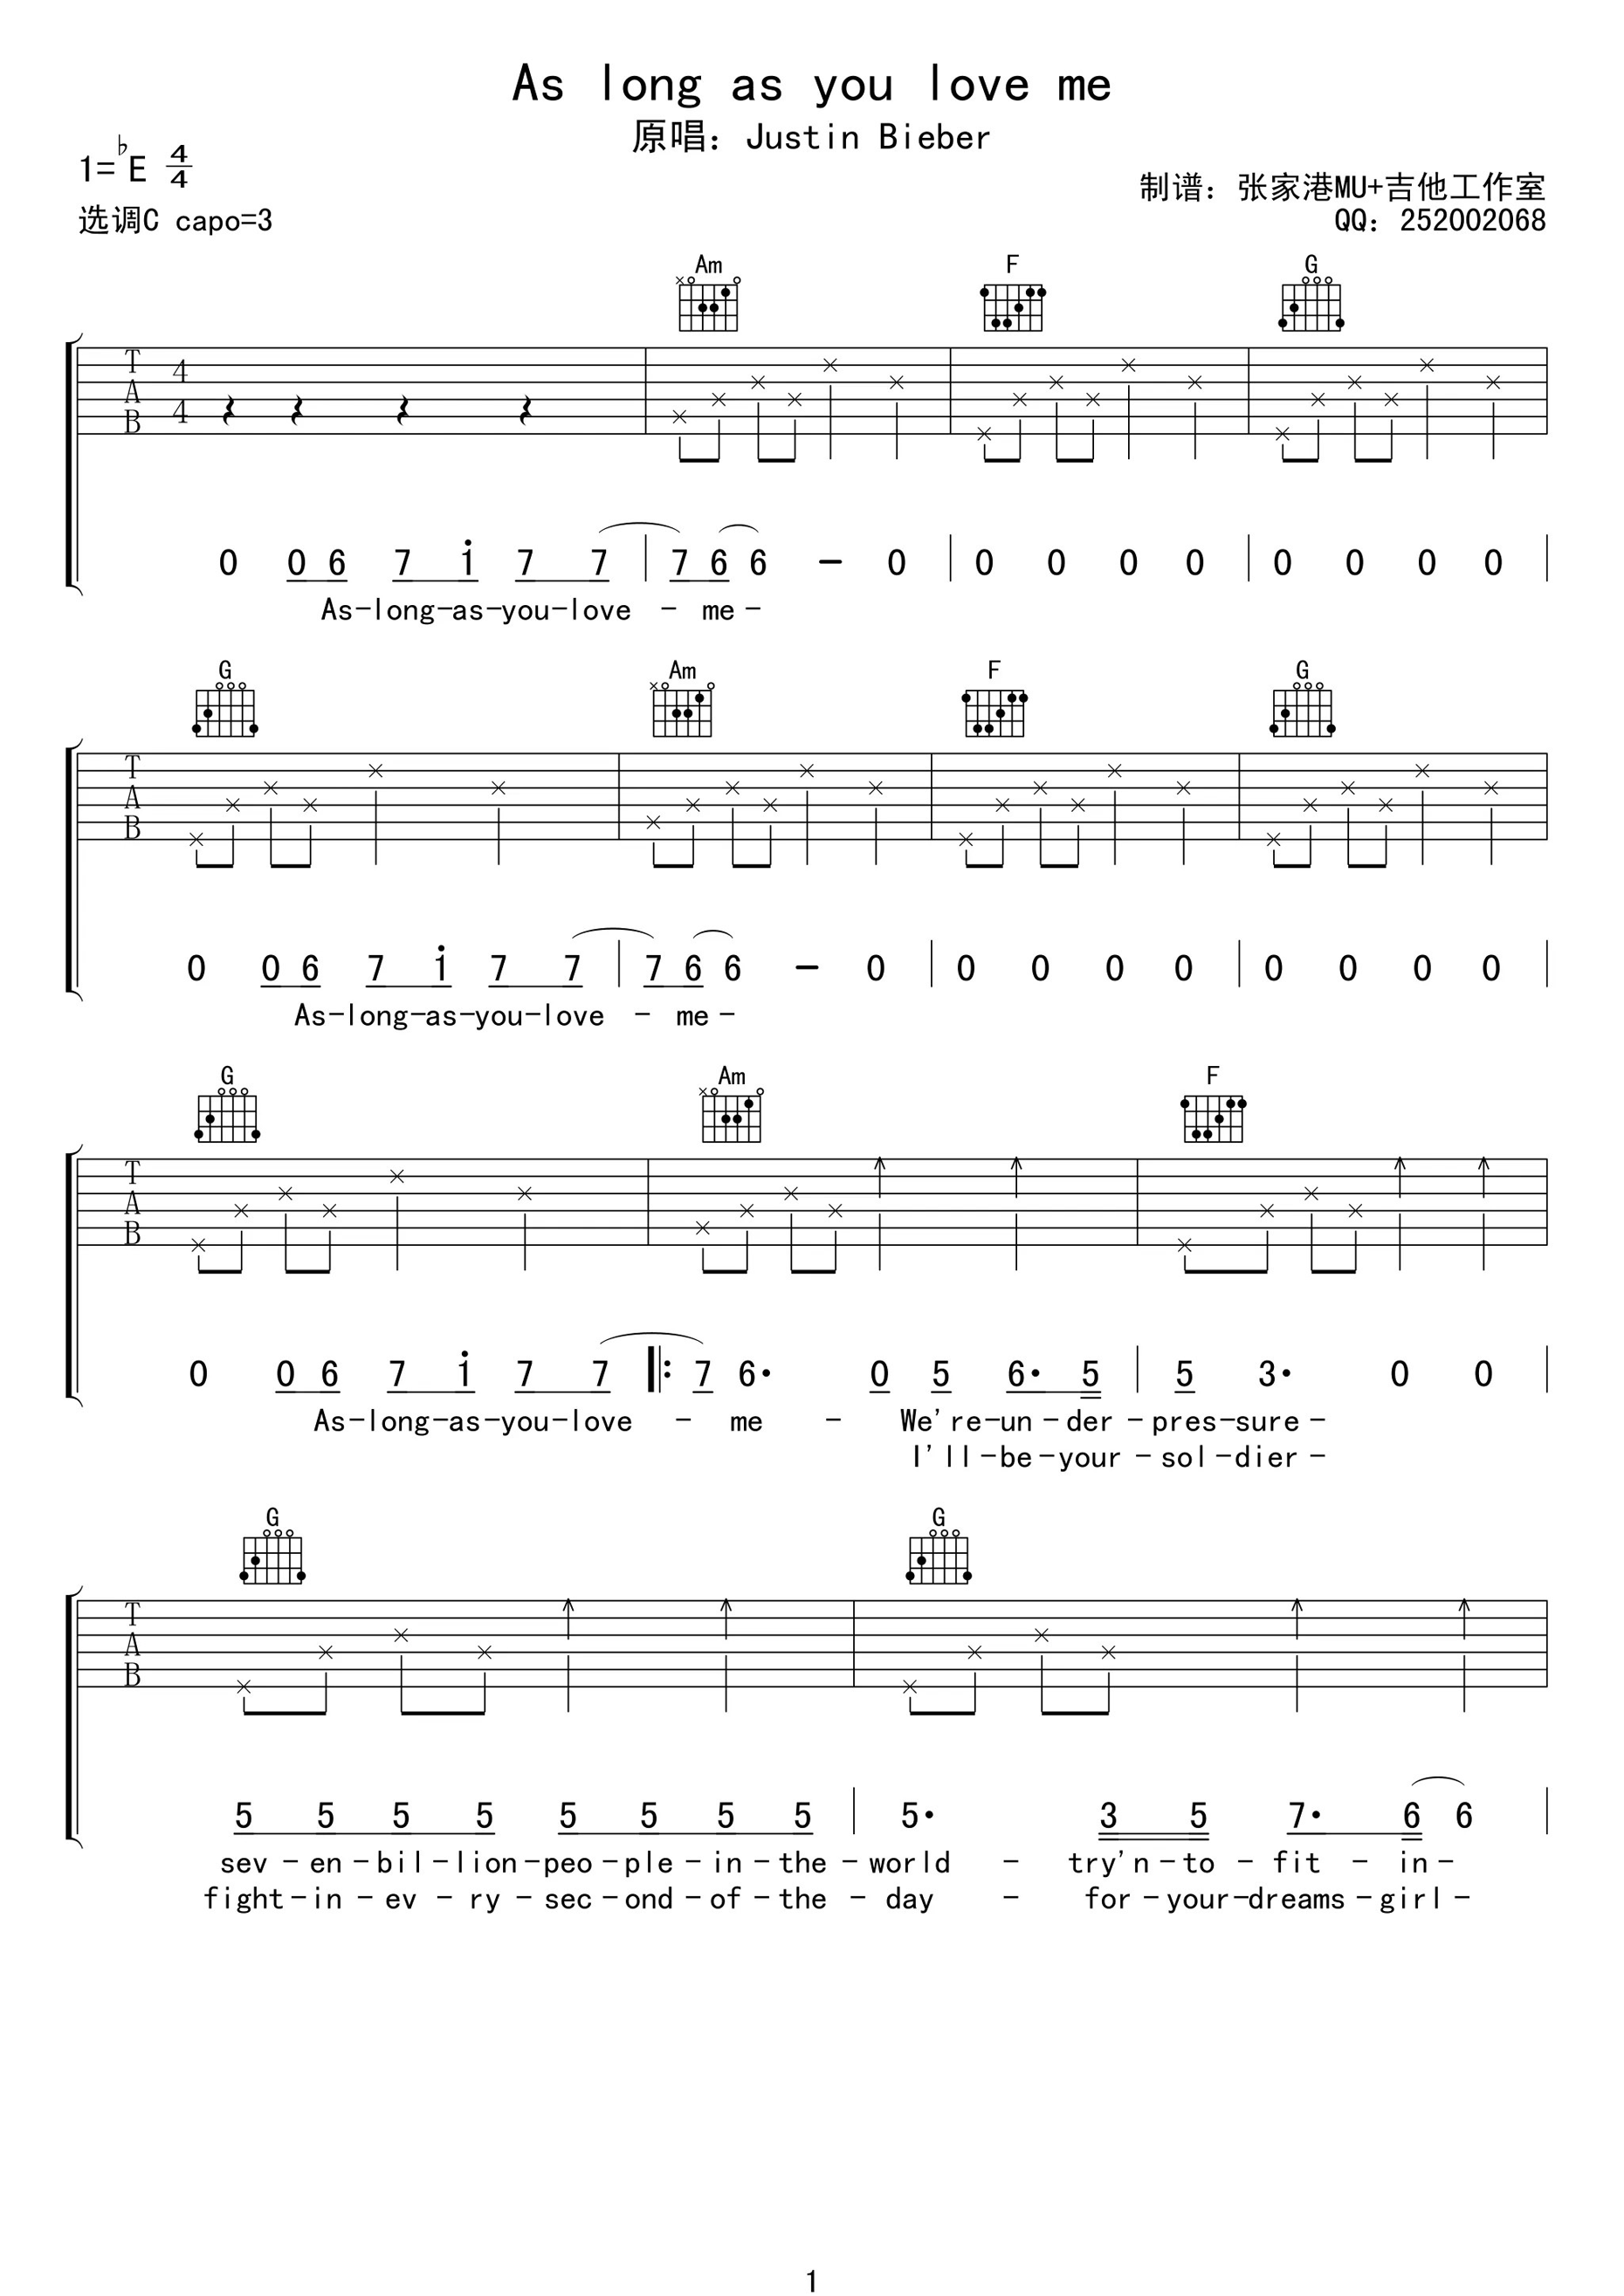 As long as you love me
原唱：Justin Bieber
1=♭E 4/4
制谱：张家港MU+吉他工作室
选调C capo=3
QQ：252002068
Am F G
T A B 4 4
0 0 6 7 i 7 7 7 6 6 - 0 0 0 0 0 0 0 0 0
As-long-as-you-love - me-
G Am F G
T A B
0 0 6 7 i 7 7 7 6 6 - 0 0 0 0 0 0 0 0 0
As-long-as-you-love - me-
G Am F
T A B
0 0 6 7 i 7 7 7 6· 0 5 6· 5 5 3· 0 0
As-long-as-you-love - me - We're-un-der-pres-sure-
I'll-be-your-sol-dier-
G G
T A B
5 5 5 5 5 5 5 5 5· 3 5 7· 6 6
sev-en-bil-lion-peo-ple-in-the-world - try'n-to-fit - in-
fight-in-ev-ry-sec-ond-of-the-day - for-your-dreams-girl-
1